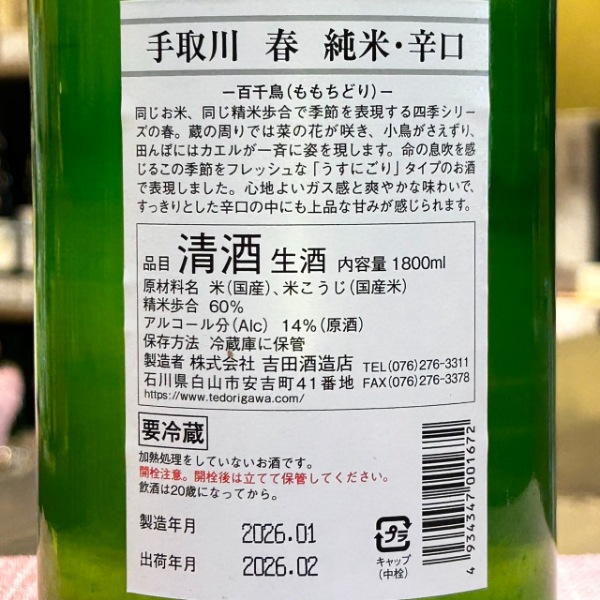 手取川 春 純米・辛口
ー百千鳥(ももちどり)ー
同じお米、同じ精米歩合で季節を表現する四季シリー
ズの春。蔵の周りでは菜の花が咲き、小鳥がさえずり、
田んぼにはカエルが一斉に姿を現します。命の息吹を感
じるこの季節をフレッシュな「うすにごり」タイプのお酒
で表現しました。心地よいガス感と爽やかな味わいで、
すっきりとした辛口の中にも上品な甘みが感じられます。
品目 清酒 生酒 内容量 1800ml
原材料名 米(国産)、米こうじ(国産米)
精米歩合 60%
アルコール分(Alc) 14%(原酒)
保存方法 冷蔵庫に保管
製造者 株式会社 吉田酒造店 TEL(076)276-3311
石川県白山市安吉町41番地 FAX(076)276-3378
https://www.tedorigawa.com/
要冷蔵
加熱処理をしていないお酒です。
開栓注意。開栓後は立てて保管してください。
飲酒は20歳になってから。
製造年月 2026.01
出荷年月 2026.02
プラ
キャップ
(中栓)
4 934347 001672